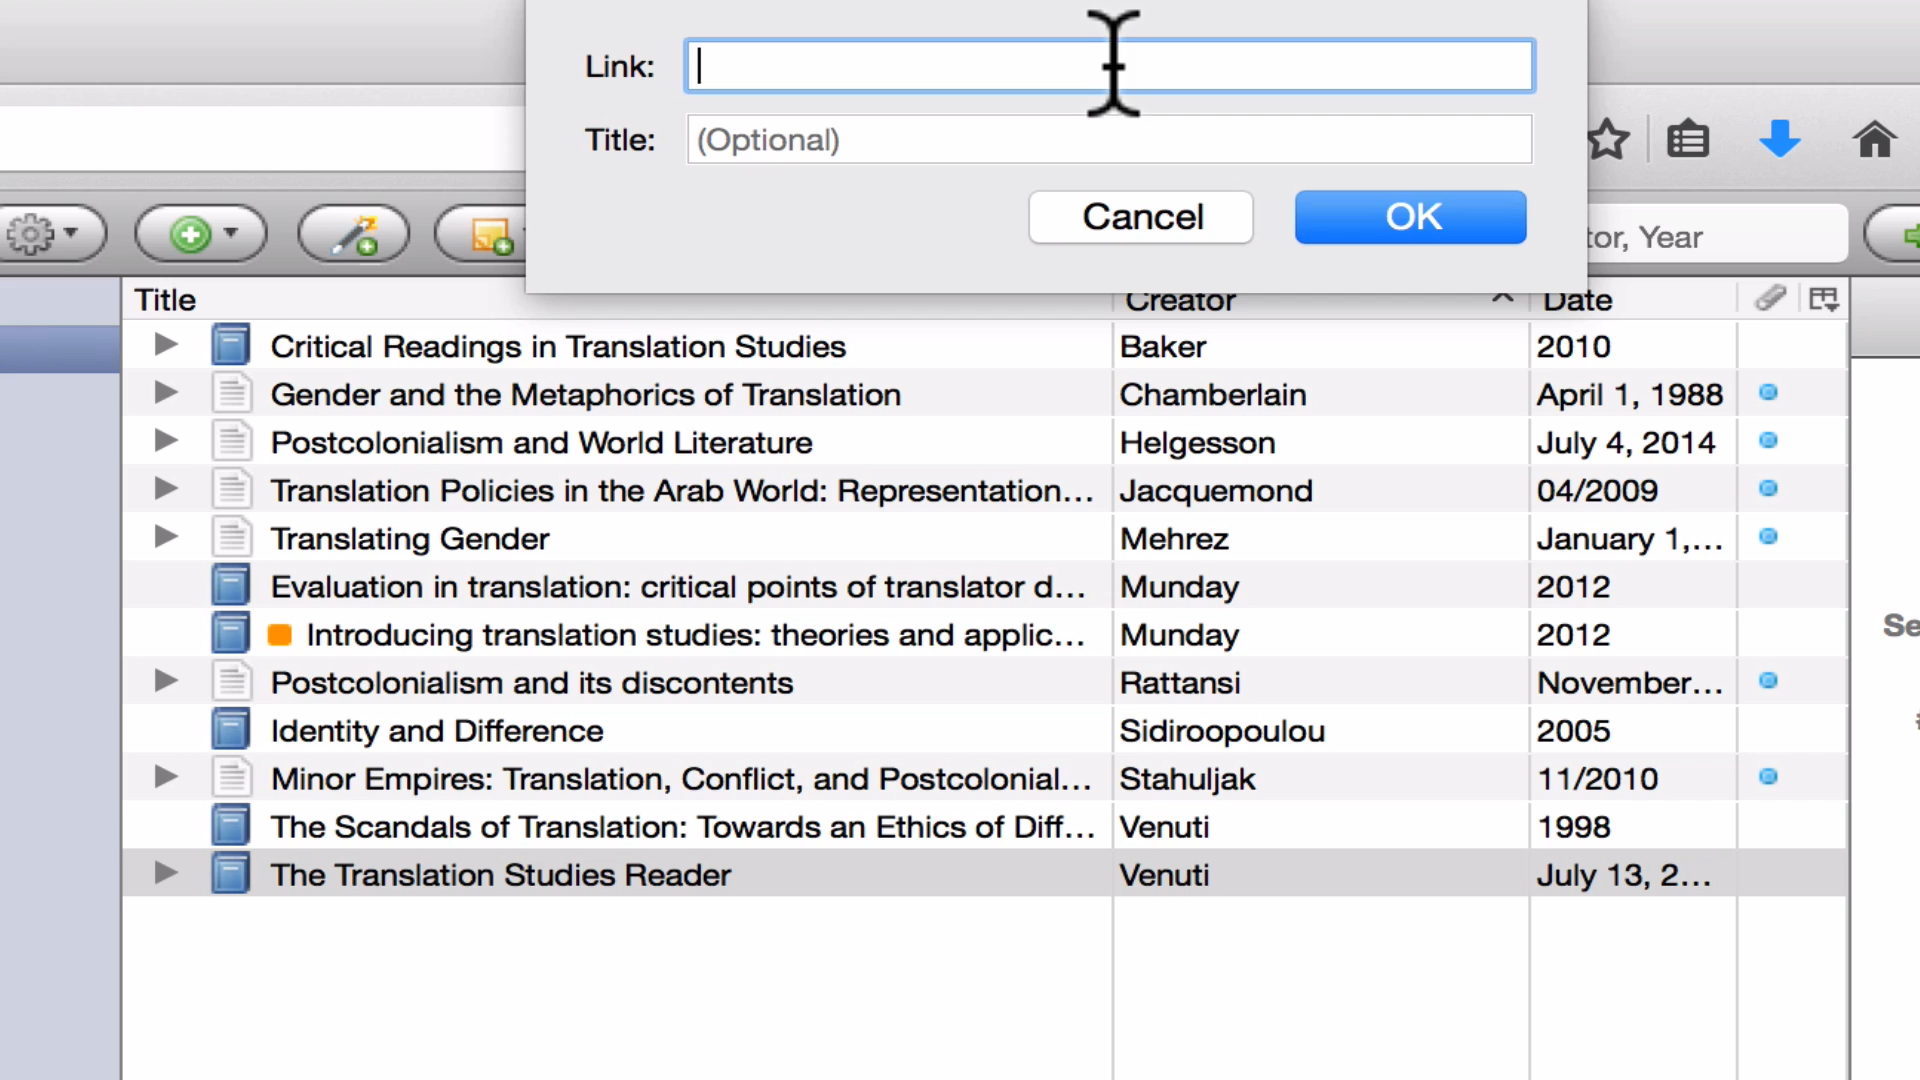 Link:
Title: (Optional)
Cancel OK
tor, Year
Title Creator Date
Critical Readings in Translation Studies Baker 2010
Gender and the Metaphorics of Translation Chamberlain April 1, 1988
Postcolonialism and World Literature Helgesson July 4, 2014
Translation Policies in the Arab World: Representation... Jacquemond 04/2009
Translating Gender Mehrez January 1,...
Evaluation in translation: critical points of translator d... Munday 2012
Introducing translation studies: theories and applic... Munday 2012
Se
Postcolonialism and its discontents Rattansi November...
Identity and Difference Sidiroopoulou 2005
Minor Empires: Translation, Conflict, and Postcolonial... Stahuljak 11/2010
The Scandals of Translation: Towards an Ethics of Diff... Venuti 1998
The Translation Studies Reader Venuti July 13, 2...